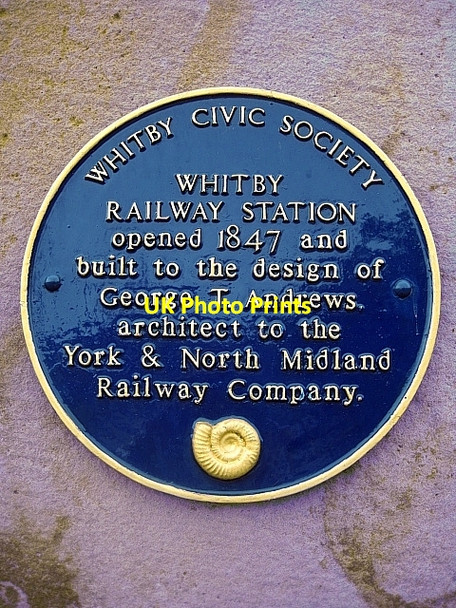 WHITBY CIVIC SOCIETY
WHITBY
RAILWAY STATION
opened 1847 and
built to the design of
George T. Andrews.
UK Photo Prints
architect to the
York & North Midland
Railway Company.